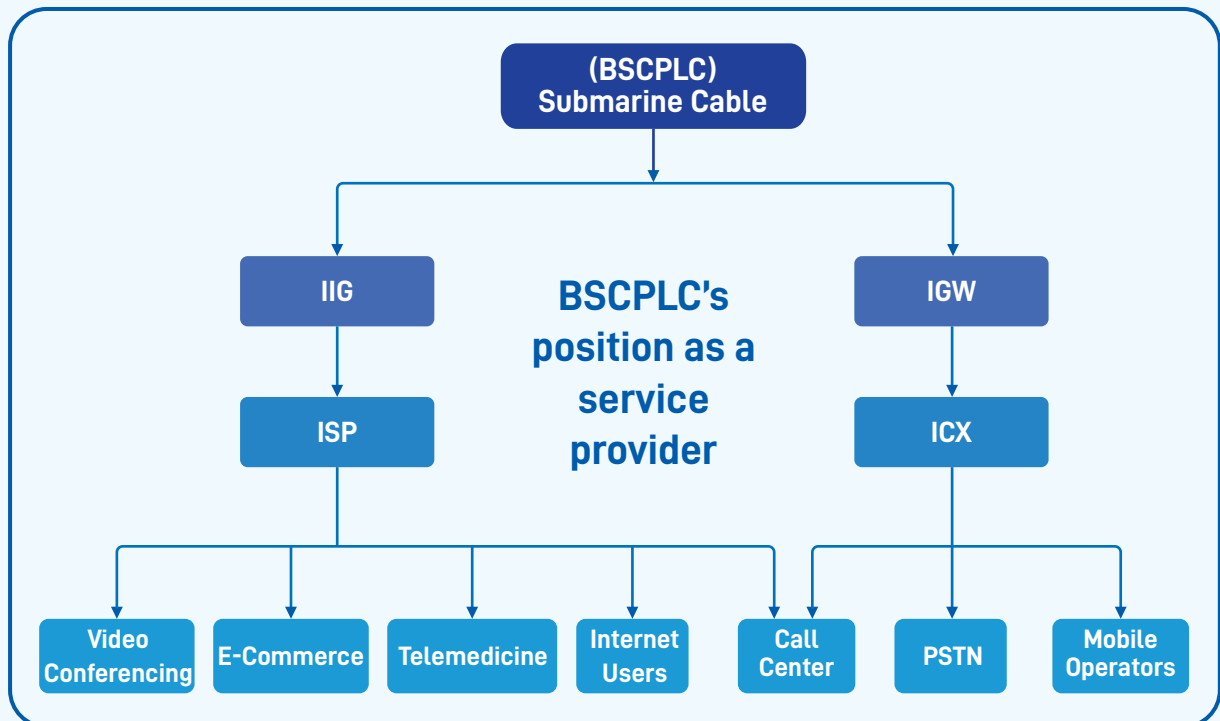 (BSCPLC)
Submarine Cable
IIG
IGW
BSCPLC's
position as a
service
provider
ISP
ICX
Video
Conferencing
E-Commerce
Telemedicine
Internet
Users
Call
Center
PSTN
Mobile
Operators